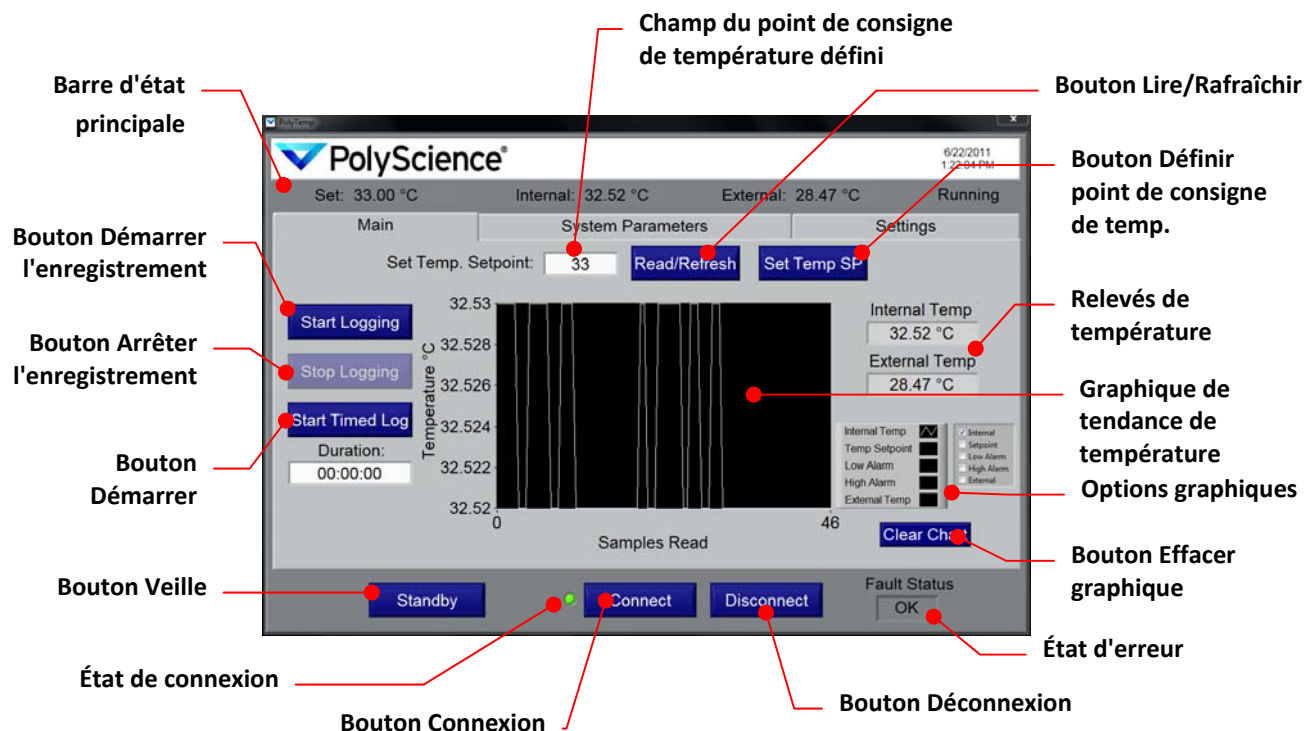 Champ du point de consigne
de température défini
Barre d'état
principale
Bouton Lire/Rafraîchir
PolyTemp
x
PolyScience®
6/22/2011
1:22:04 PM
Bouton Définir
point de consigne
de temp.
Set: 33.00 °C
Internal: 32.52 °C
External: 28.47 °C
Running
Main
System Parameters
Settings
Bouton Démarrer
l'enregistrement
Set Temp. Setpoint:
33
Read/Refresh
Set Temp SP
Start Logging
Stop Logging
Start Timed Log
Duration:
00:00:00
Bouton Arrêter
l'enregistrement
Bouton
Démarrer
Temperature °C
32.53
32.528
32.526
32.524
32.522
32.52
0
46
Samples Read
Internal Temp
32.52 °C
External Temp
28.47 °C
Relevés de
température
Graphique de
tendance de
température
Internal Temp
Temp Setpoint
Low Alarm
High Alarm
External Temp
Internal
Setpoint
Low Alarm
High Alarm
External
Options graphiques
Clear Chart
Bouton Effacer
graphique
Bouton Veille
Standby
Connect
Disconnect
Fault Status
OK
État d'erreur
État de connexion
Bouton Connexion
Bouton Déconnexion